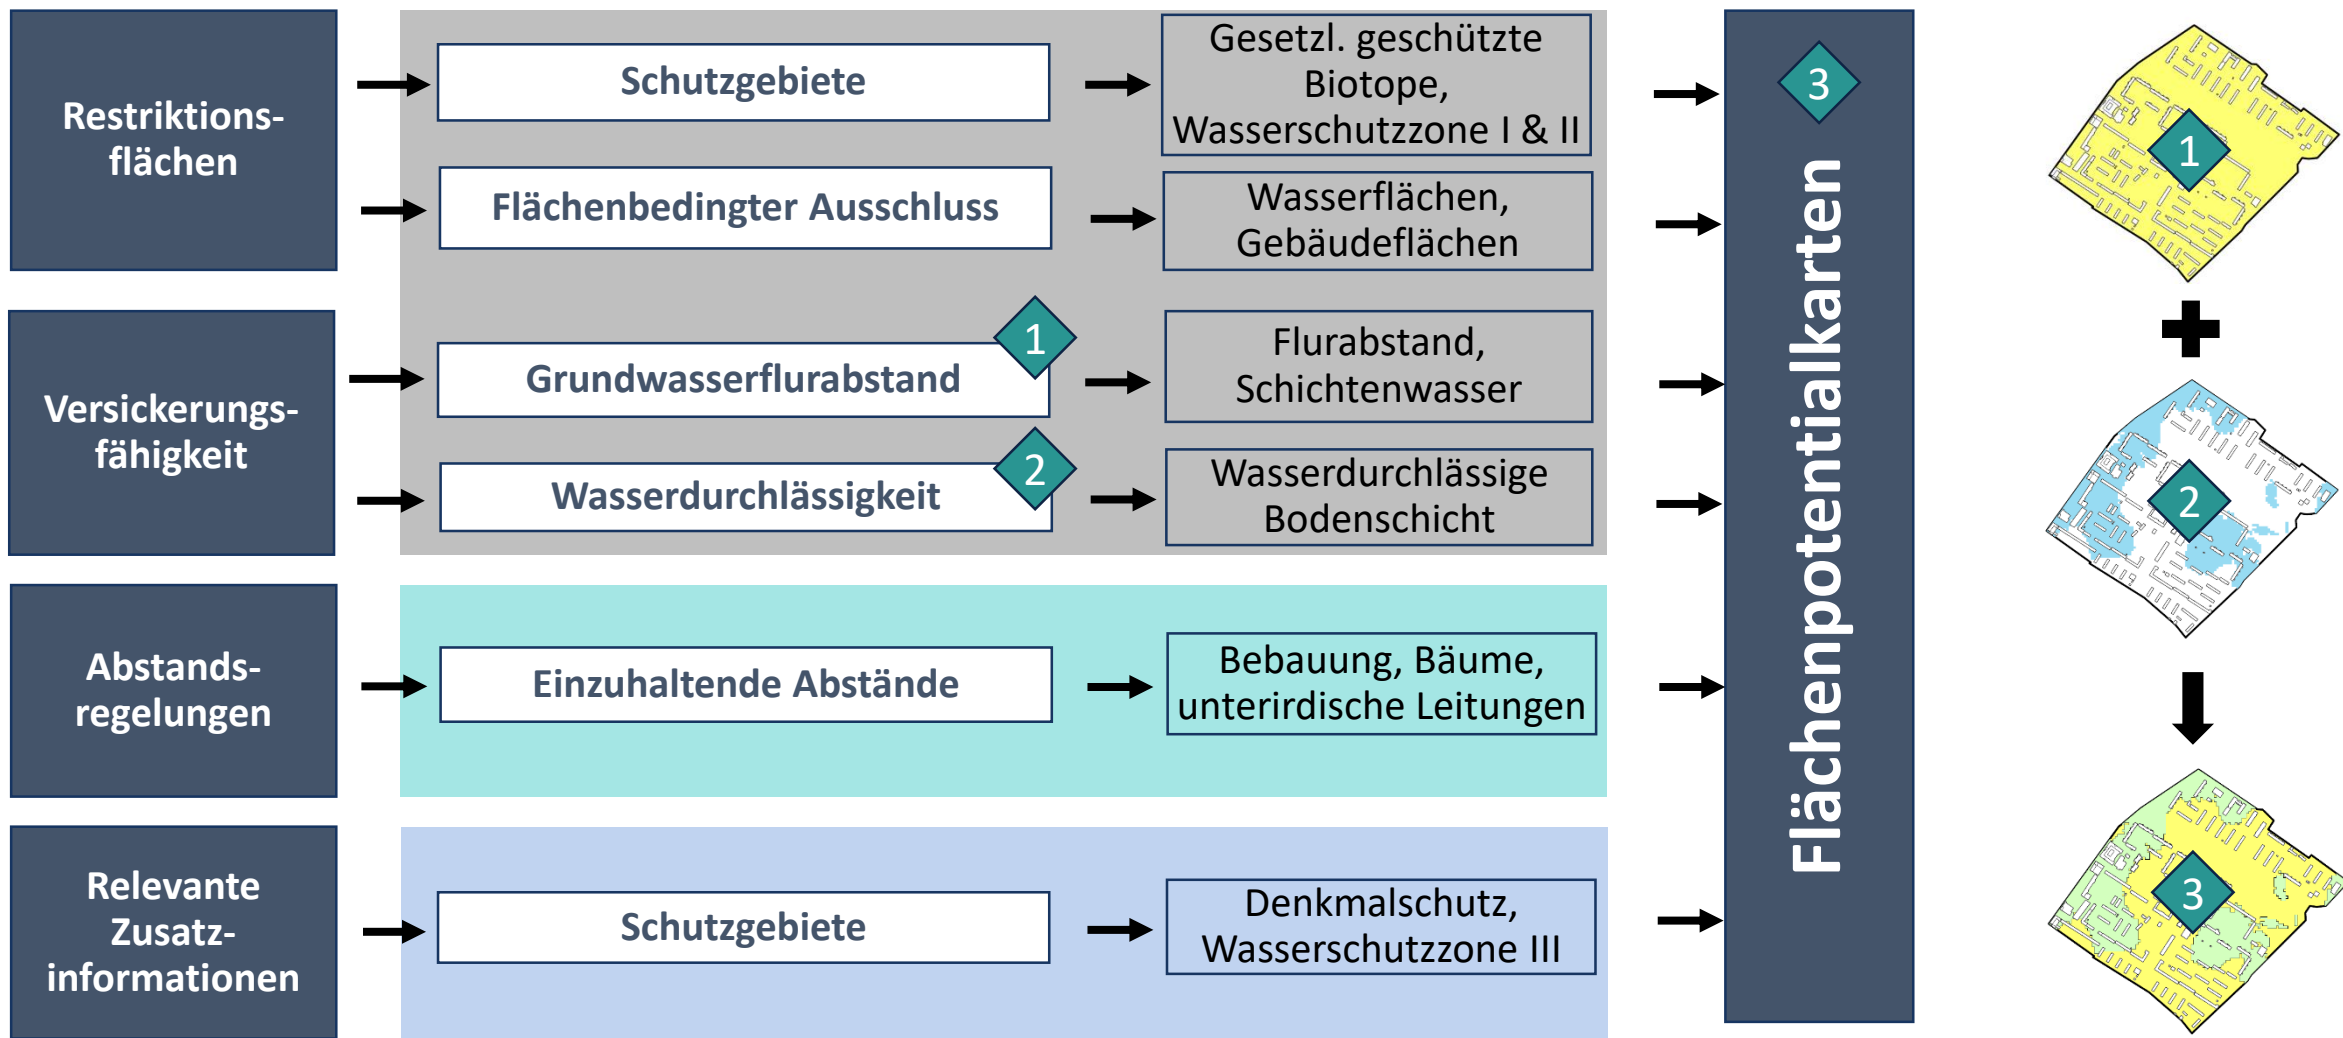 Restriktions-
flächen
Schutzgebiete
Gesetzl. geschützte
Biotope,
Wasserschutzzone I & II
Flächenbedingter Ausschluss
Wasserflächen,
Gebäudeflächen
Versickerungs-
fähigkeit
Grundwasserflurabstand
1
Flurabstand,
Schichtenwasser
Wasserdurchlässigkeit
2
Wasserdurchlässige
Bodenschicht
Abstands-
regelungen
Einzuhaltende Abstände
Bebauung, Bäume,
unterirdische Leitungen
Relevante
Zusatz-
informationen
Schutzgebiete
Denkmalschutz,
Wasserschutzzone III
3
Flächenpotentialkarten
1
2
3